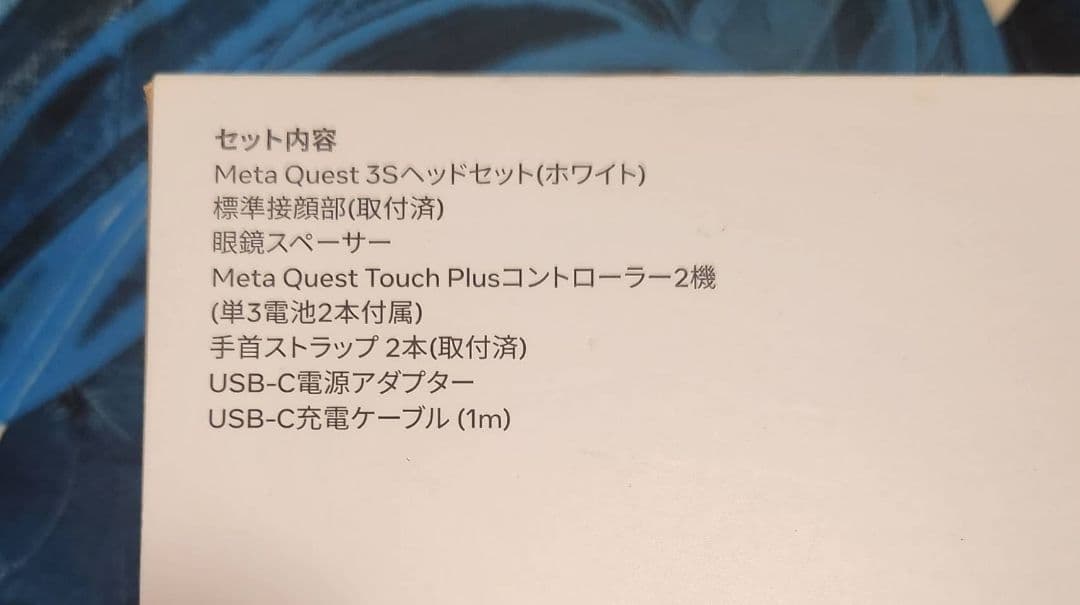 セット内容
Meta Quest 3Sヘッドセット(ホワイト)
標準接顔部(取付済)
眼鏡スペーサー
Meta Quest Touch Plusコントローラー2機
(単3電池2本付属)
手首ストラップ 2本(取付済)
USB-C電源アダプター
USB-C充電ケーブル (1m)